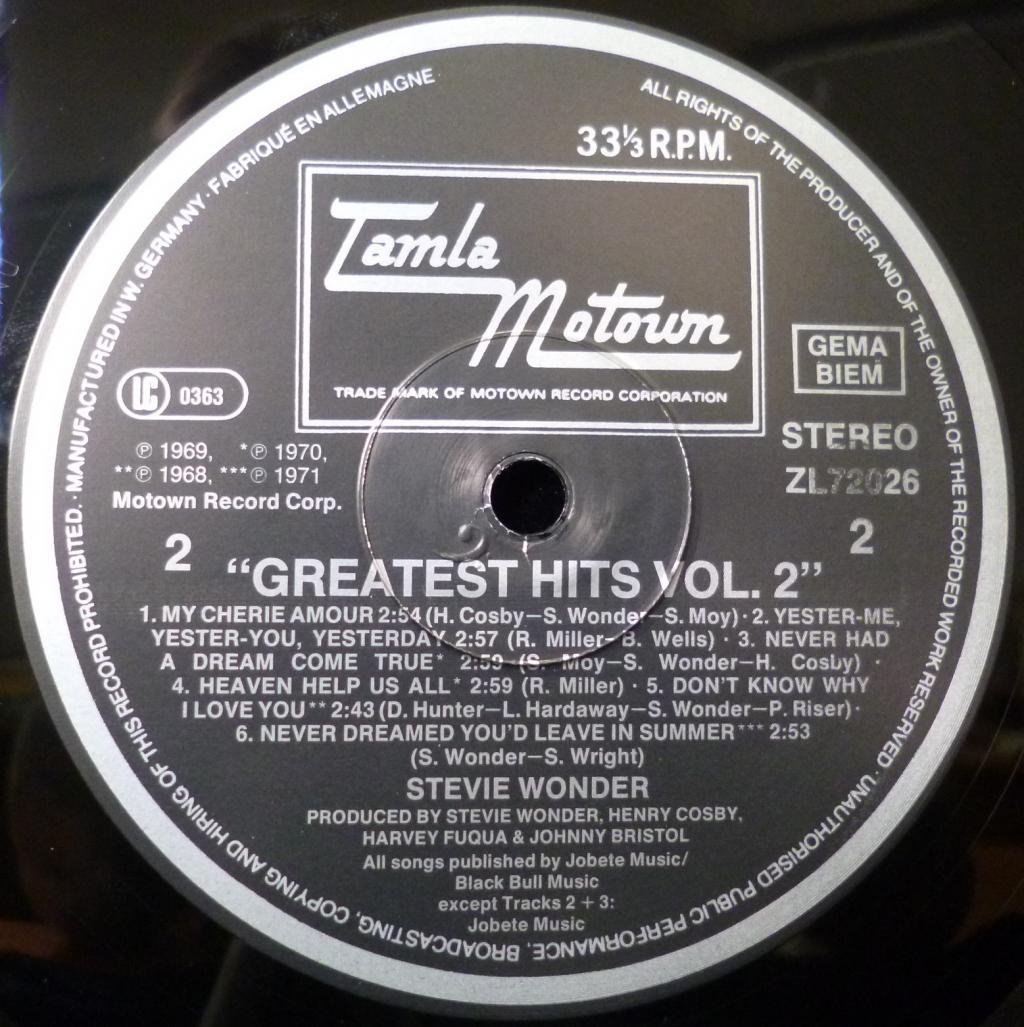 MANUFACTURED IN W. GERMANY · FABRIQUÉ EN ALLEMAGNE
ALL RIGHTS OF THE PRODUCER AND OF THE OWNER OF THE RECORDED WORK RESERVED · UNAUTHORISED PUBLIC PERFORMANCE, BROADCASTING, COPYING AND HIRING OF THIS RECORD PROHIBITED. ·
33⅓ R.P.M.
Tamla
Motown
TRADE MARK OF MOTOWN RECORD CORPORATION
GEMA
BIEM
LC 0363
STEREO
ZL72026
℗ 1969, *℗ 1970,
**℗ 1968, ***℗ 1971
Motown Record Corp.
2
2
“GREATEST HITS VOL. 2”
1. MY CHERIE AMOUR 2:54 (H. Cosby–S. Wonder–S. Moy) · 2. YESTER-ME,
YESTER-YOU, YESTERDAY 2:57 (R. Miller–B. Wells) · 3. NEVER HAD
A DREAM COME TRUE* 2:59 (S. Moy–S. Wonder–H. Cosby) ·
4. HEAVEN HELP US ALL* 2:59 (R. Miller) · 5. DON'T KNOW WHY
I LOVE YOU** 2:43 (D. Hunter–L. Hardaway–S. Wonder–P. Riser) ·
6. NEVER DREAMED YOU'D LEAVE IN SUMMER*** 2:53
(S. Wonder–S. Wright)
STEVIE WONDER
PRODUCED BY STEVIE WONDER, HENRY COSBY,
HARVEY FUQUA & JOHNNY BRISTOL
All songs published by Jobete Music/
Black Bull Music
except Tracks 2 + 3:
Jobete Music